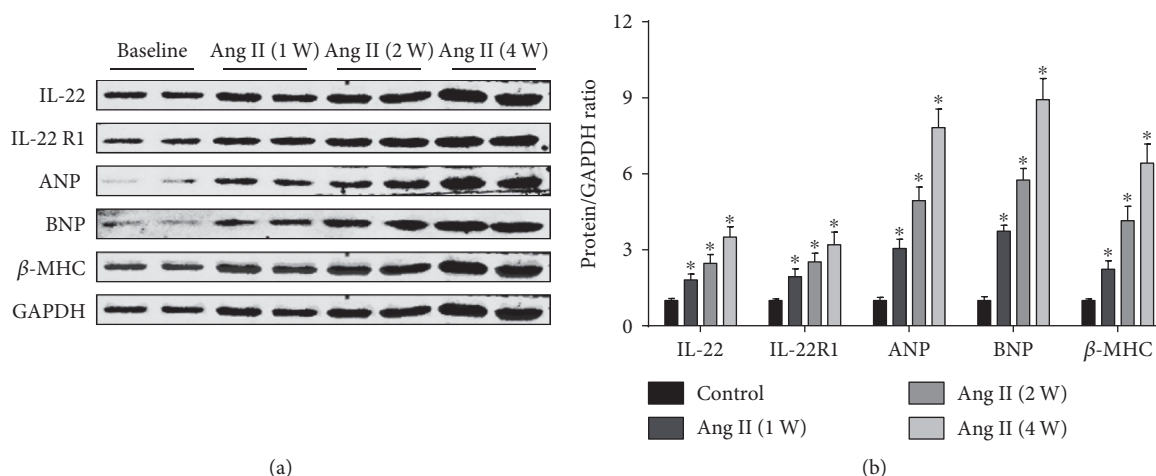 Baseline Ang II (1 W) Ang II (2 W) Ang II (4 W)
IL-22
IL-22 R1
ANP
BNP
β-MHC
GAPDH
(a)
Protein/GAPDH ratio
12
9
6
3
0
* * * * * * * * * * * * * * *
IL-22 IL-22R1 ANP BNP β-MHC
Control Ang II (2 W)
Ang II (1 W) Ang II (4 W)
(b)